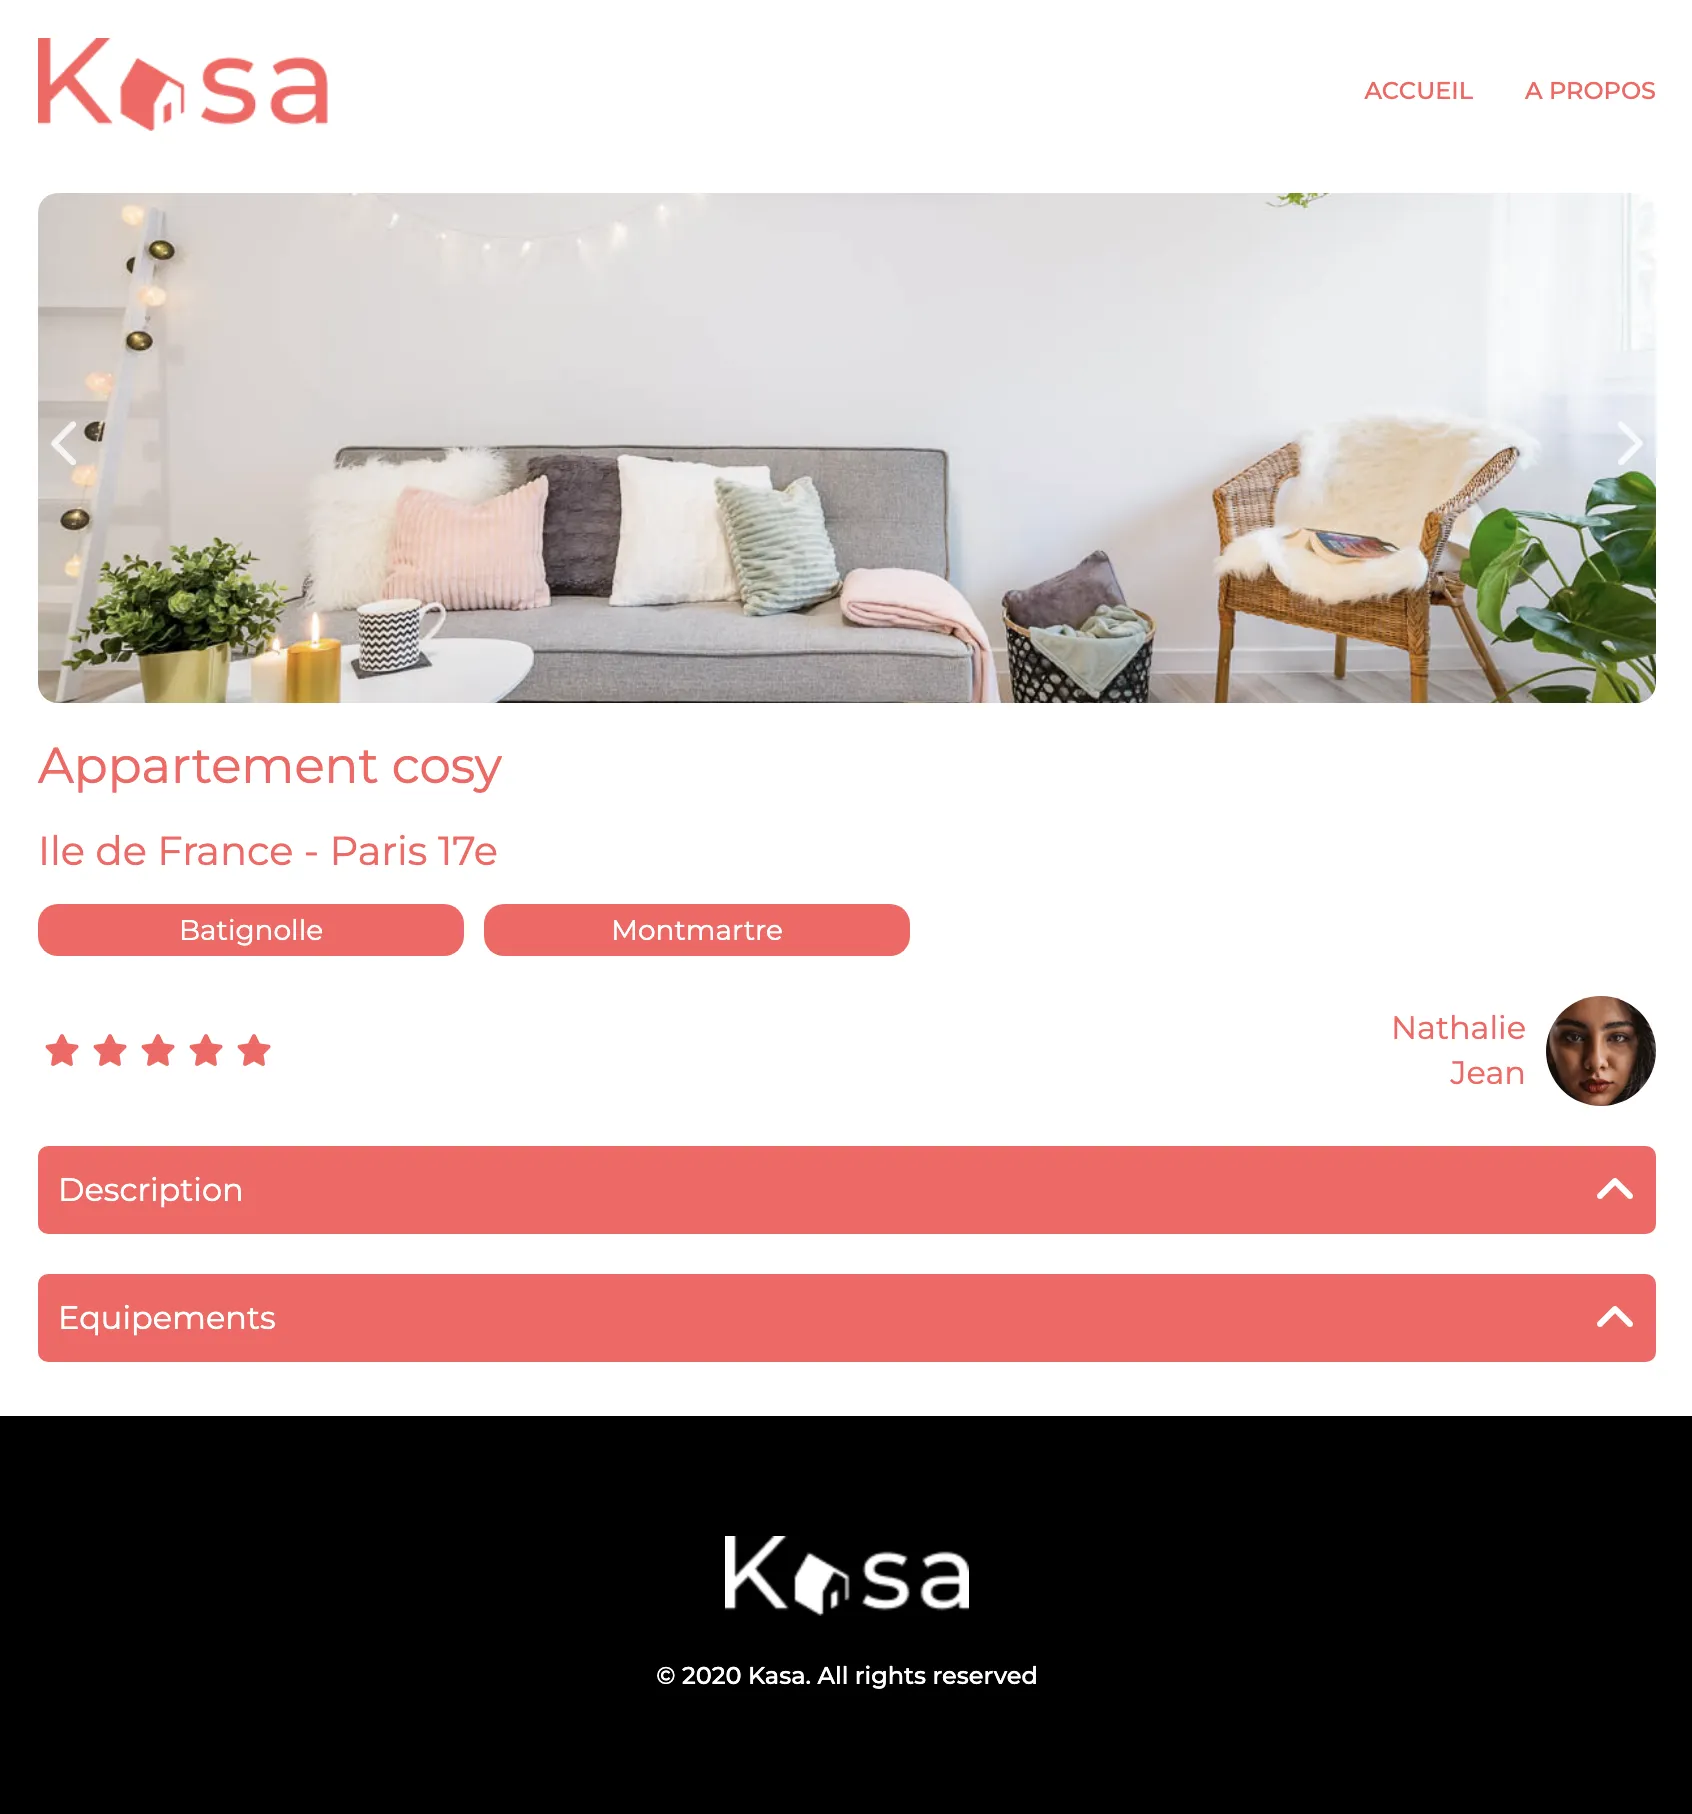 Kasa
ACCUEIL
A PROPOS
Appartement cosy
Ile de France - Paris 17e
Batignolle
Montmartre
Nathalie
Jean
Description
Equipements
Kasa
© 2020 Kasa. All rights reserved